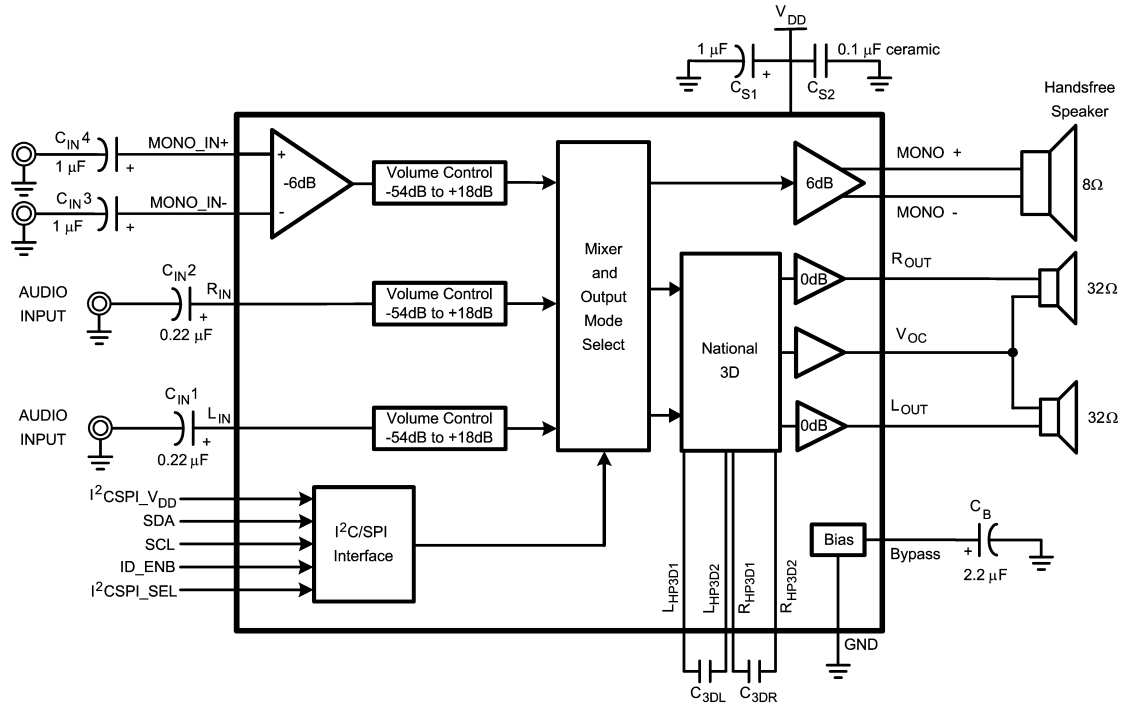 V_DD
1 μF
+
0.1 μF ceramic
C_S1
C_S2
Handsfree
Speaker
C_IN4
1 μF
+
MONO_IN+
+
-6dB
-
C_IN3
1 μF
+
MONO_IN-
Volume Control
-54dB to +18dB
6dB
MONO +
MONO -
8Ω
AUDIO
INPUT
C_IN2
+
0.22 μF
R_IN
Volume Control
-54dB to +18dB
Mixer
and
Output
Mode
Select
National
3D
0dB
R_OUT
32Ω
V_OC
AUDIO
INPUT
C_IN1
+
0.22 μF
L_IN
Volume Control
-54dB to +18dB
0dB
L_OUT
32Ω
I²CSPI_V_DD
SDA
SCL
ID_ENB
I²CSPI_SEL
I²C/SPI
Interface
Bias
Bypass
C_B
+
2.2 μF
L_HP3D1
L_HP3D2
R_HP3D1
R_HP3D2
GND
C_3DL
C_3DR